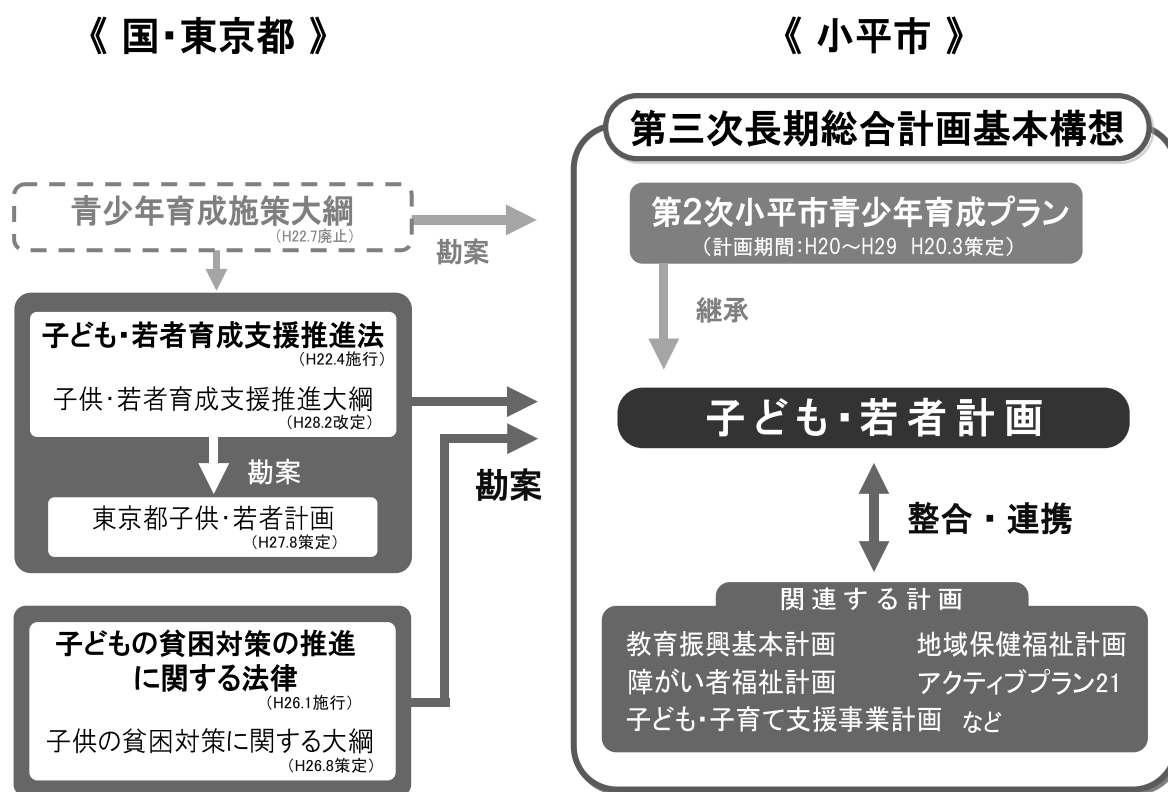 《 国・東京都 》
青少年育成施策大綱
(H22.7廃止)
勘案
子ども・若者育成支援推進法
(H22.4施行)
子供・若者育成支援推進大綱
(H28.2改定)
勘案
東京都子供・若者計画
(H27.8策定)
子どもの貧困対策の推進
に関する法律
(H26.1施行)
子供の貧困対策に関する大綱
(H26.8策定)
勘案
《 小平市 》
第三次長期総合計画基本構想
第2次小平市青少年育成プラン
(計画期間:H20～H29 H20.3策定)
継承
子ども・若者計画
整合・連携
関連する計画
教育振興基本計画 地域保健福祉計画
障がい者福祉計画 アクティブプラン21
子ども・子育て支援事業計画 など